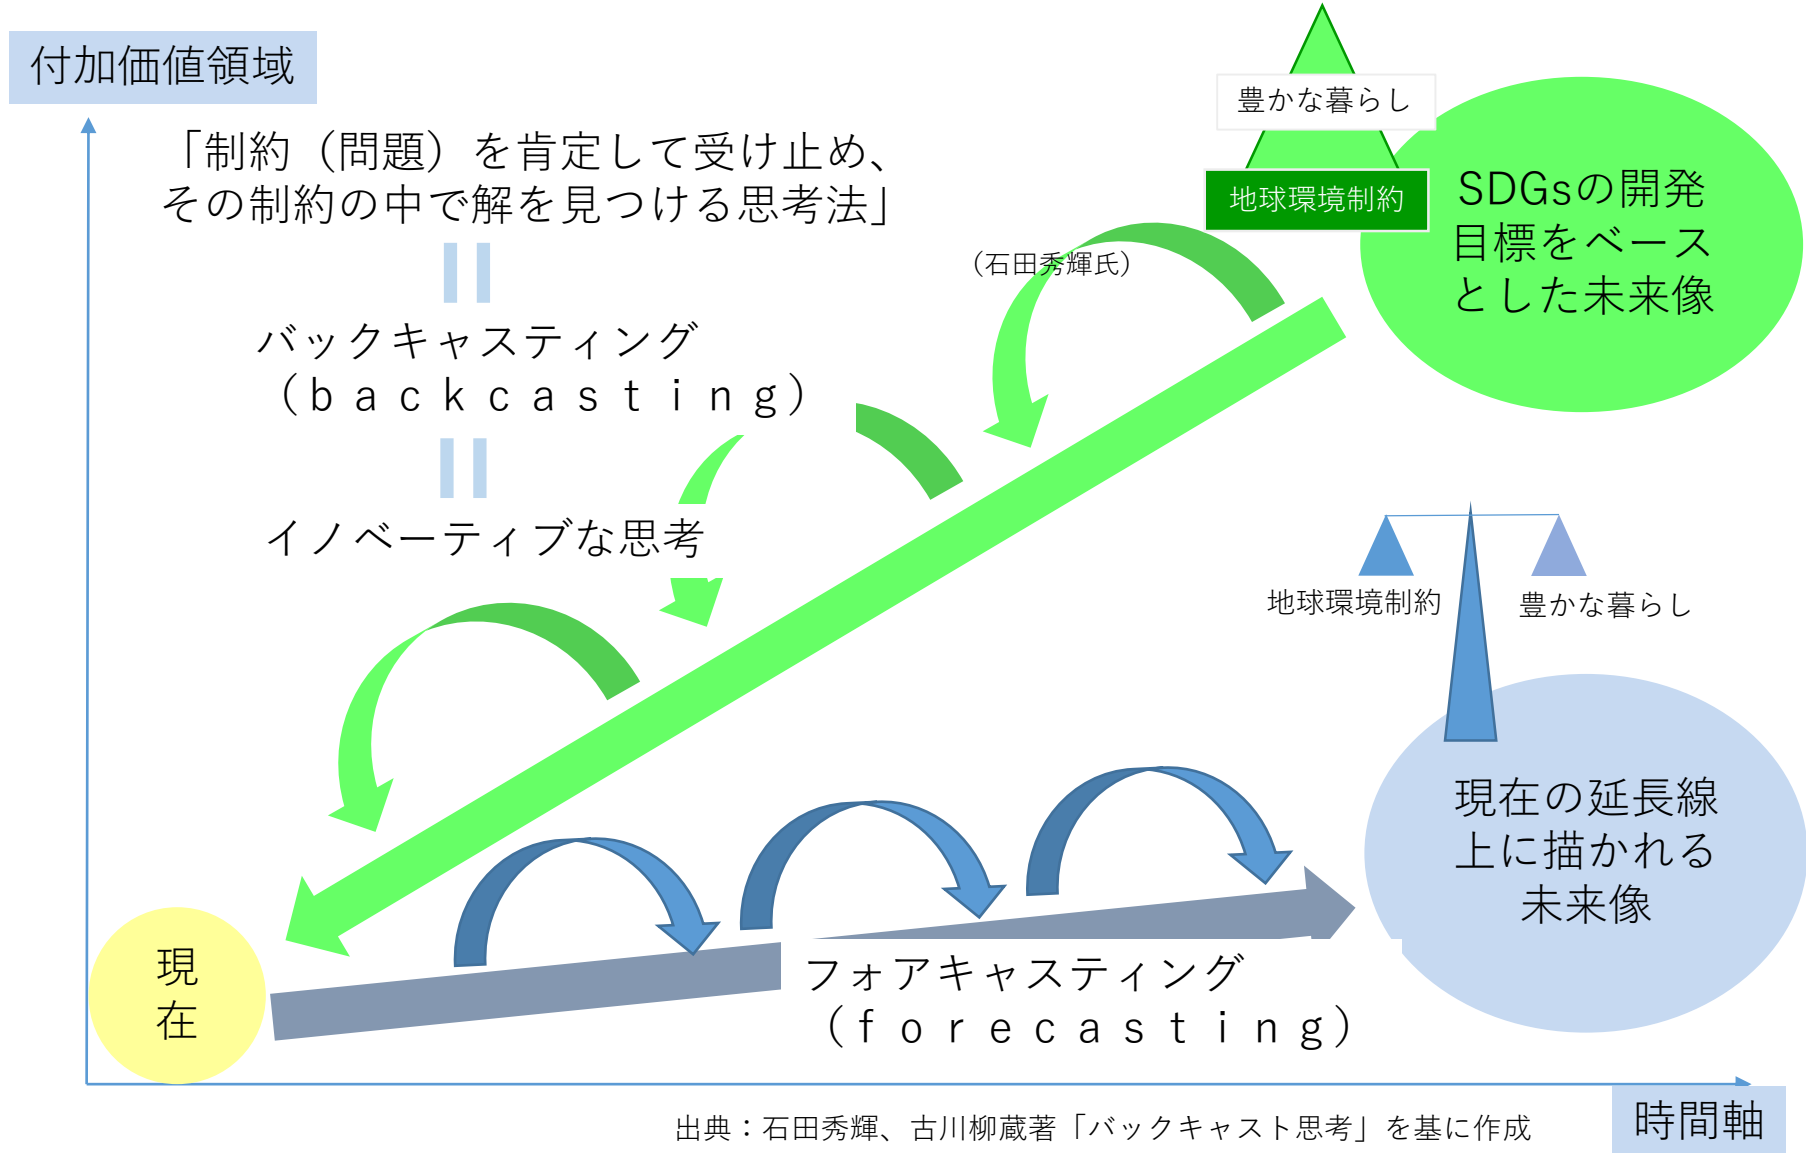 付加価値領域
「制約（問題）を肯定して受け止め、
その制約の中で解を見つける思考法」
（石田秀輝氏）
バックキャスティング
（ｂａｃｋｃａｓｔｉｎｇ）
イノベーティブな思考
豊かな暮らし
地球環境制約
SDGsの開発
目標をベース
とした未来像
地球環境制約
豊かな暮らし
現在の延長線
上に描かれる
未来像
現
在
フォアキャスティング
（ｆｏｒｅｃａｓｔｉｎｇ）
時間軸
出典：石田秀輝、古川柳蔵著「バックキャスト思考」を基に作成